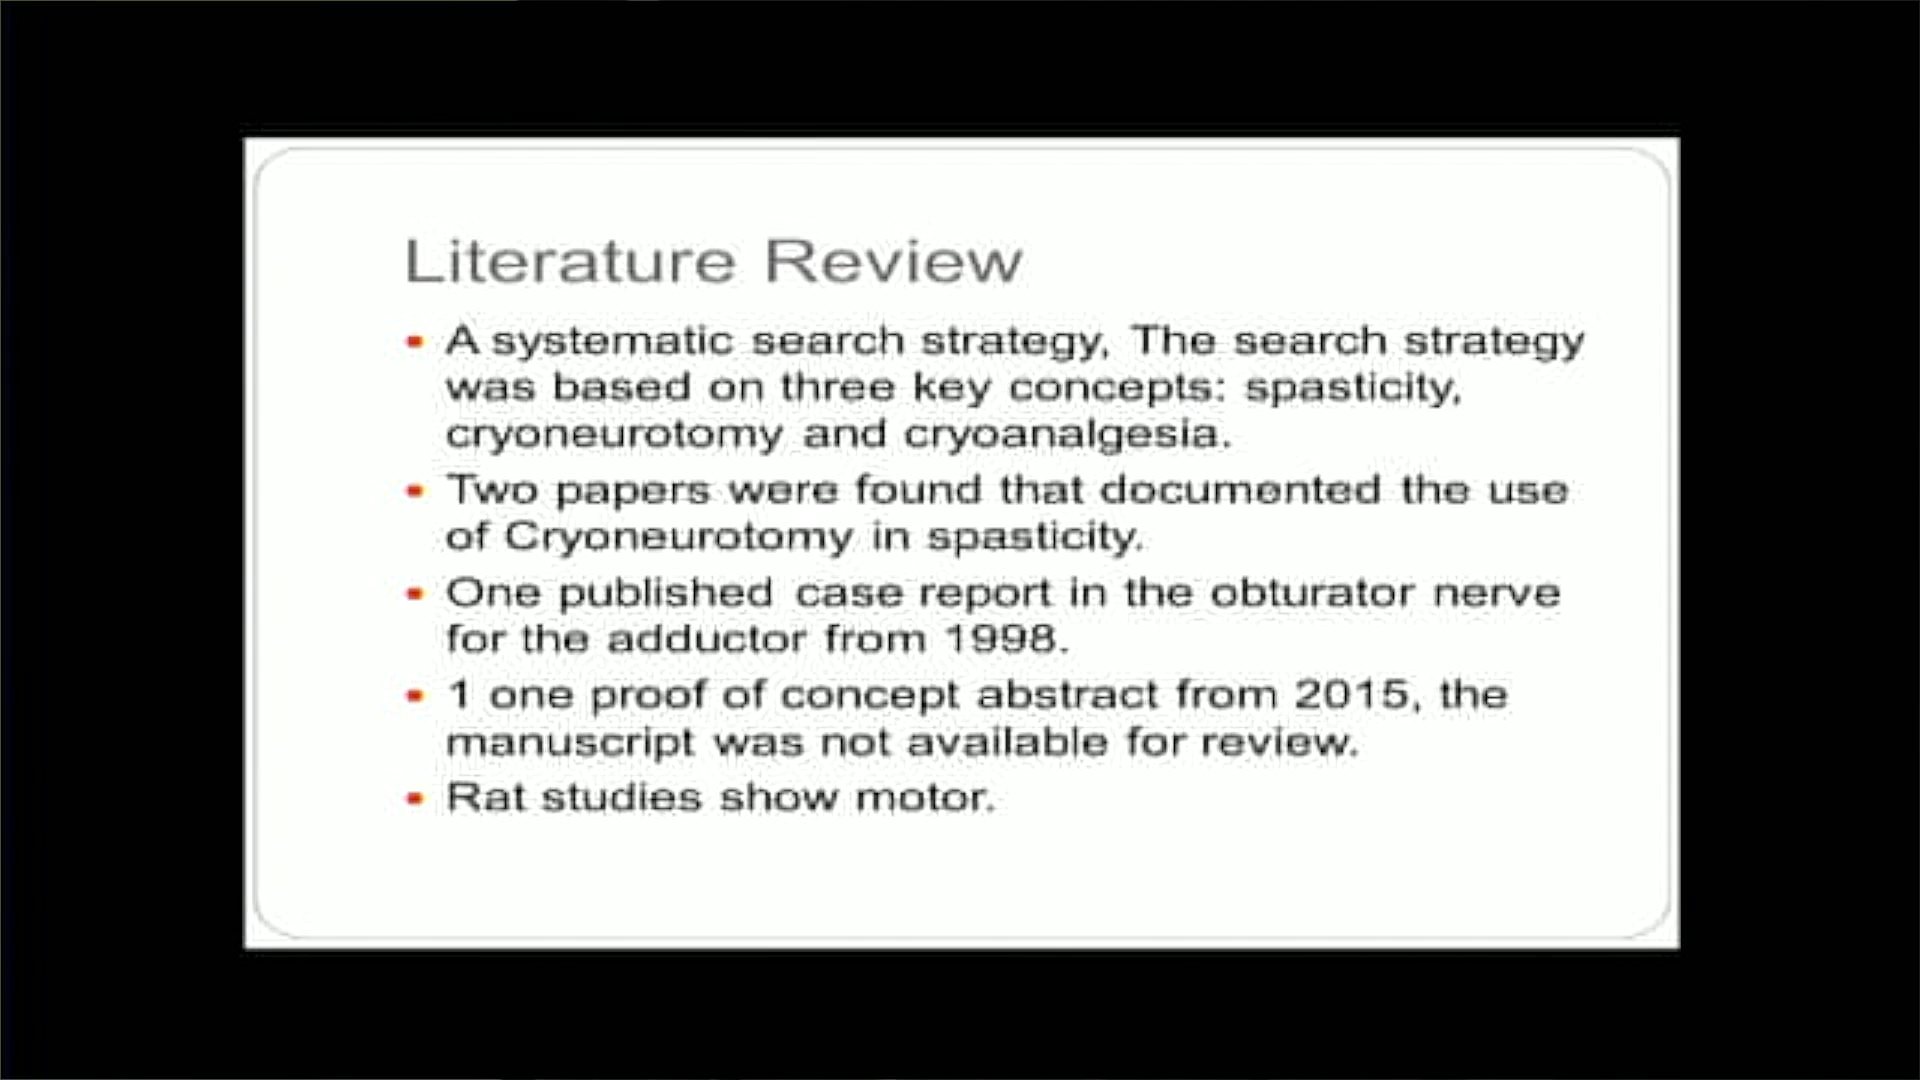 Literature Review
A systematic search strategy, The search strategy
was based on three key concepts: spasticity,
cryoneurotomy and cryoanalgesia.
Two papers were found that documented the use
of Cryoneurotomy in spasticity.
One published case report in the obturator nerve
for the adductor from 1998.
1 one proof of concept abstract from 2015, the
manuscript was not available for review.
Rat studies show motor.